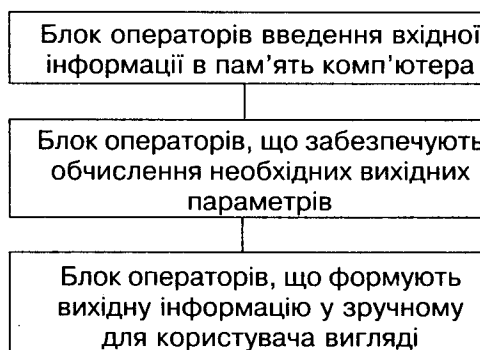 Блок операторів введення вхідної
інформації в пам’ять комп’ютера
Блок операторів, що забезпечують
обчислення необхідних вихідних
параметрів
Блок операторів, що формують
вихідну інформацію у зручному
для користувача вигляді